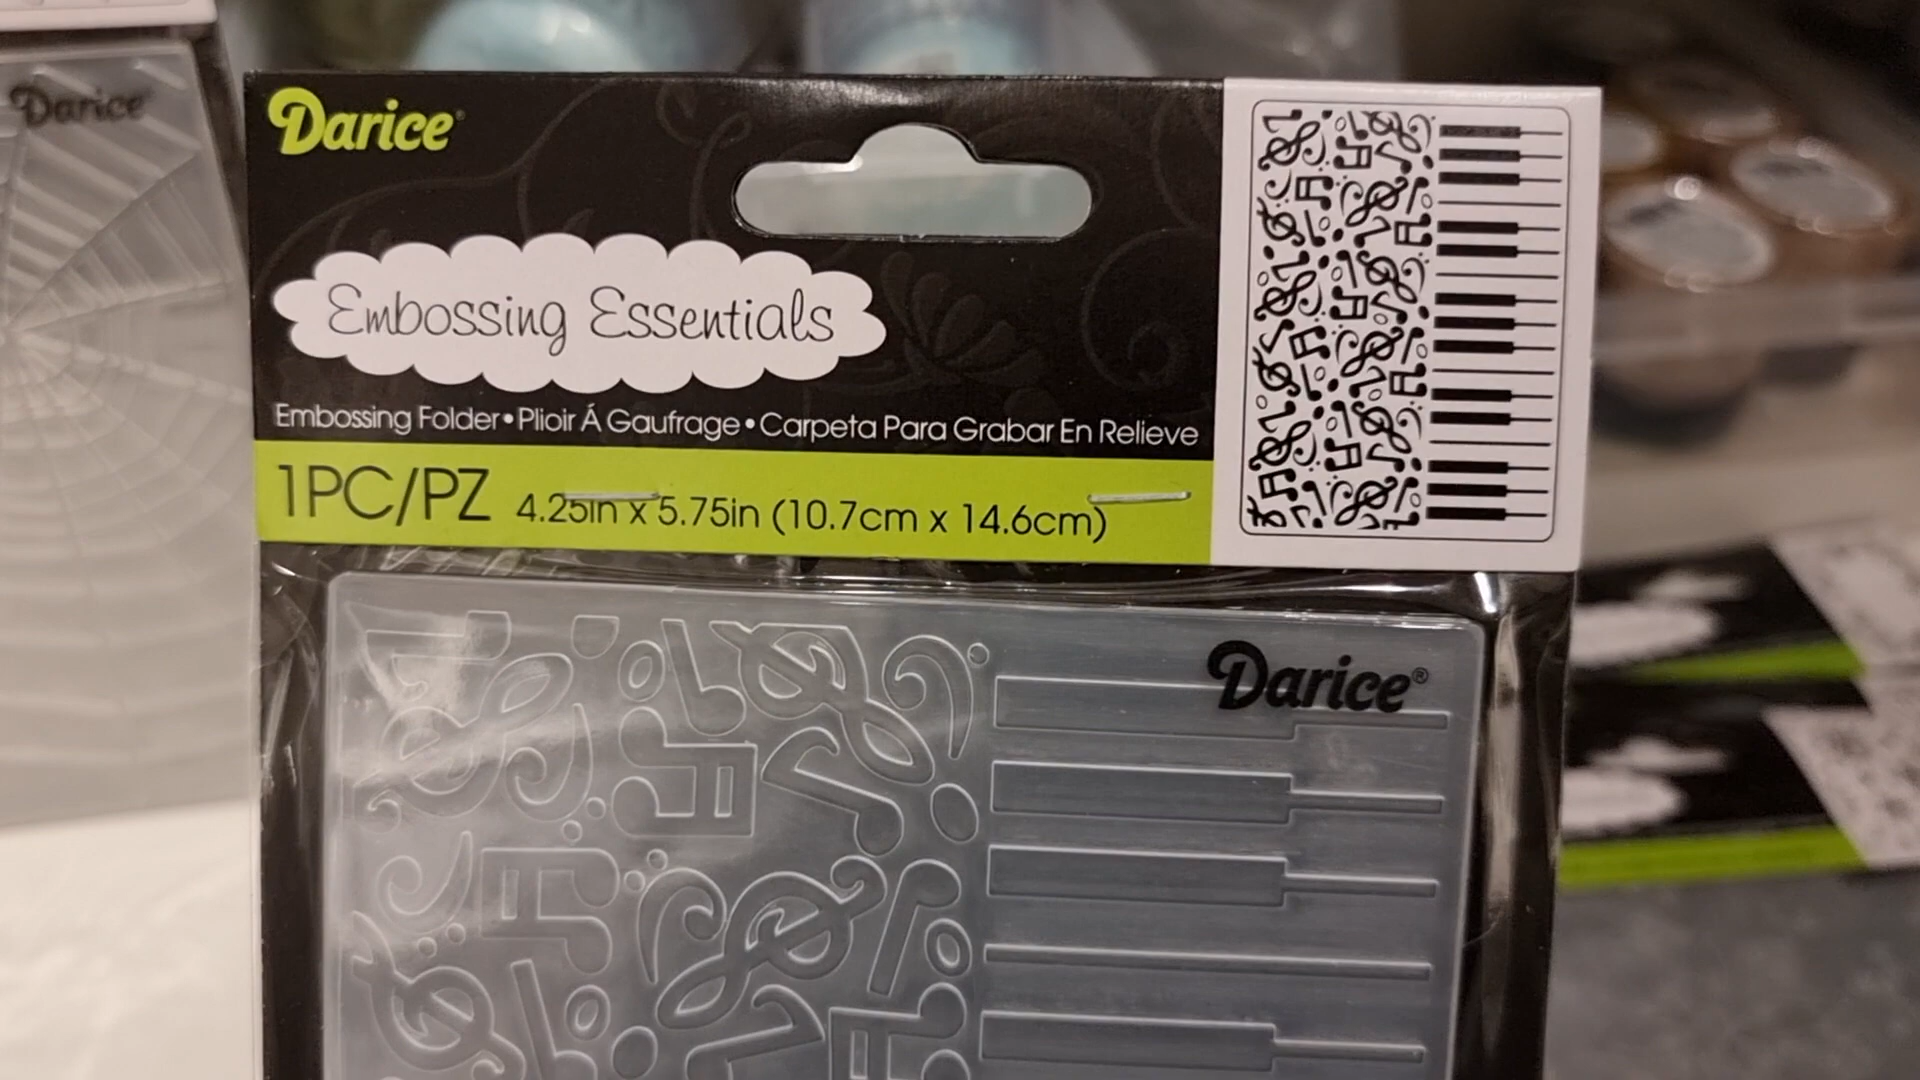 Darice
Darice
Embossing Essentials
Embossing Folder • Plioir Á Gaufrage • Carpeta Para Grabar En Relieve
1PC/PZ 4.25in x 5.75in (10.7cm x 14.6cm)
Darice®